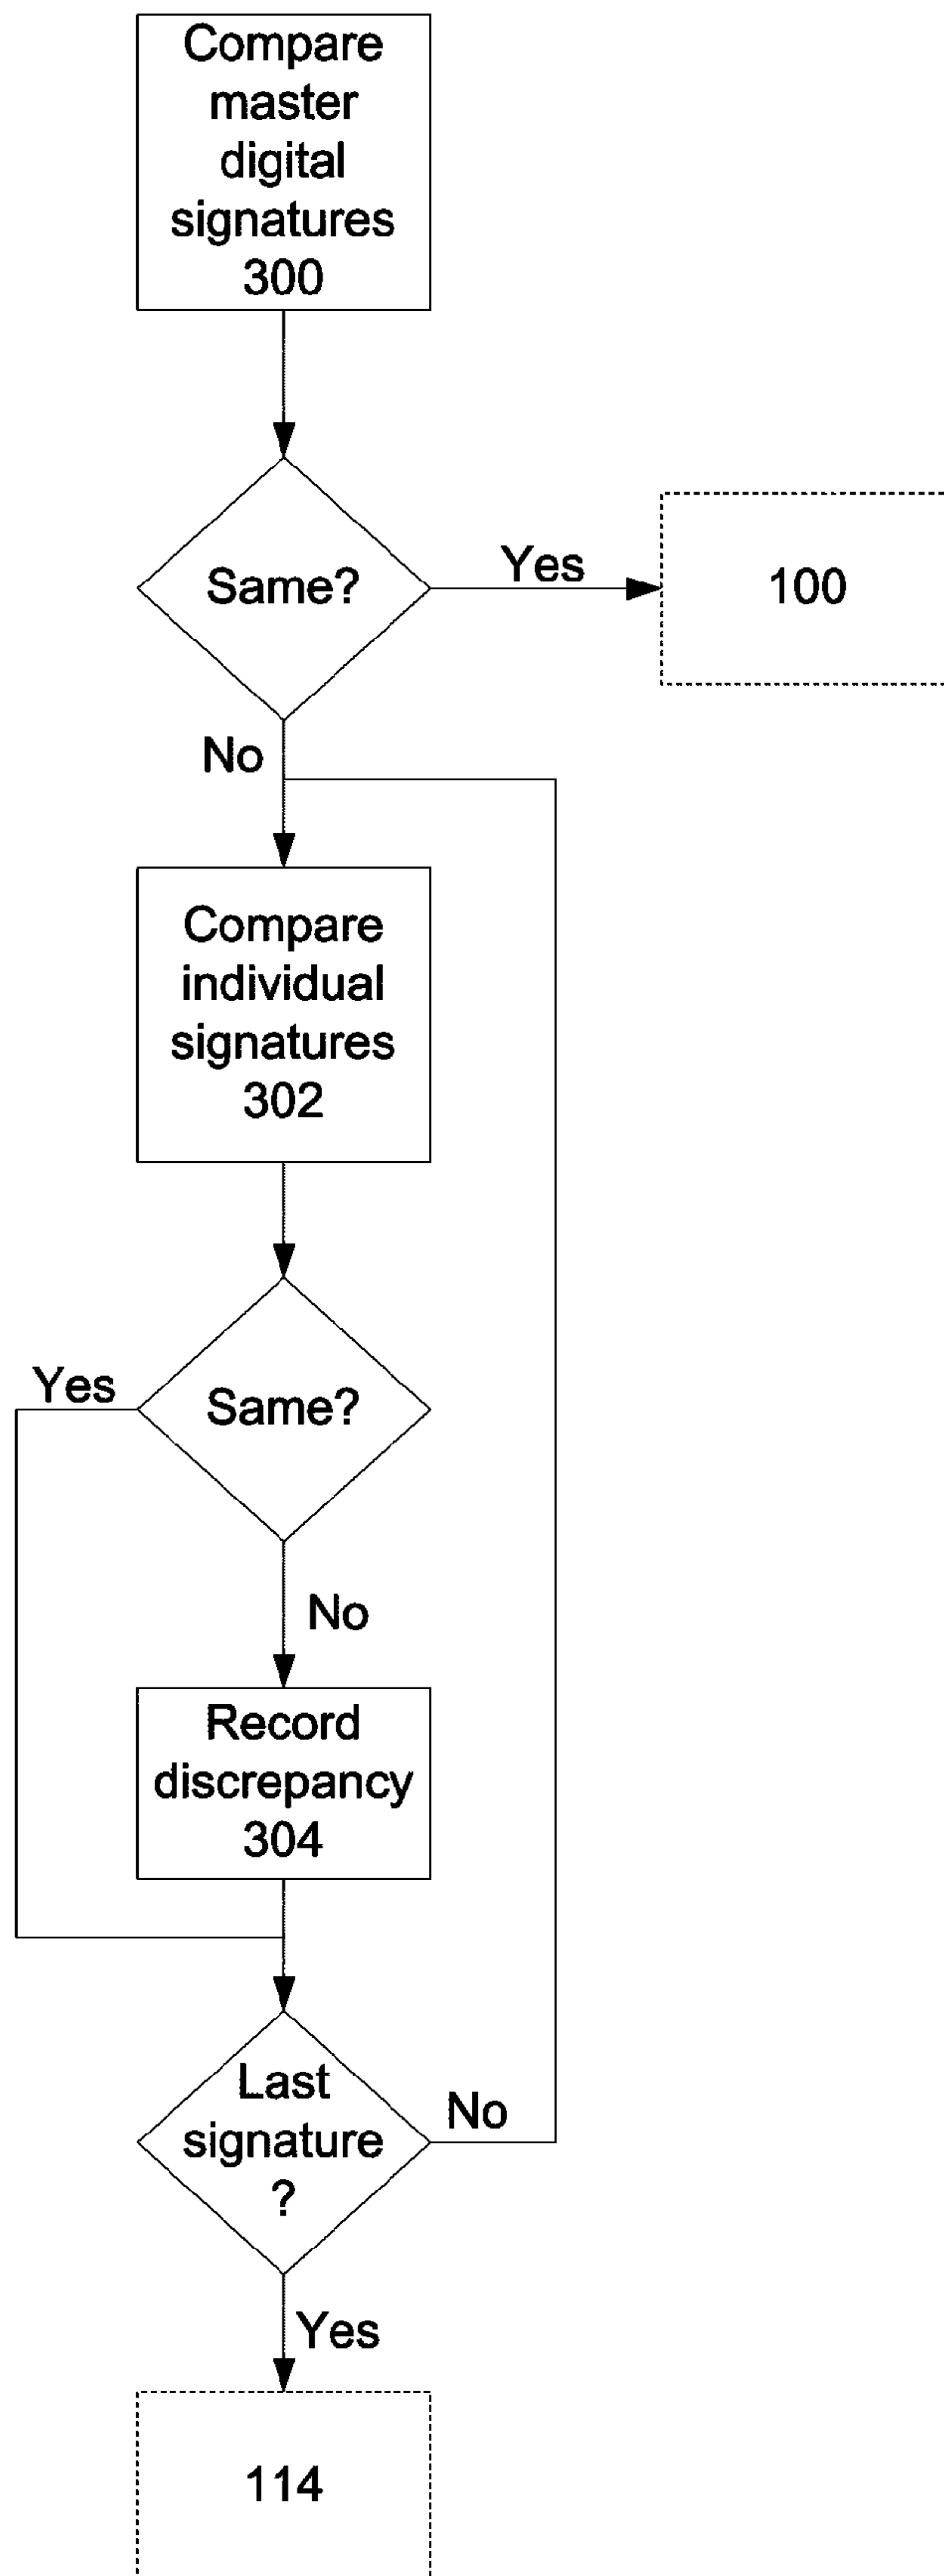 Compare
master
digital
signatures
300
Same?
Yes
100
No
Compare
individual
signatures
302
Yes
Same?
No
Record
discrepancy
304
Last
signature
?
No
Yes
114